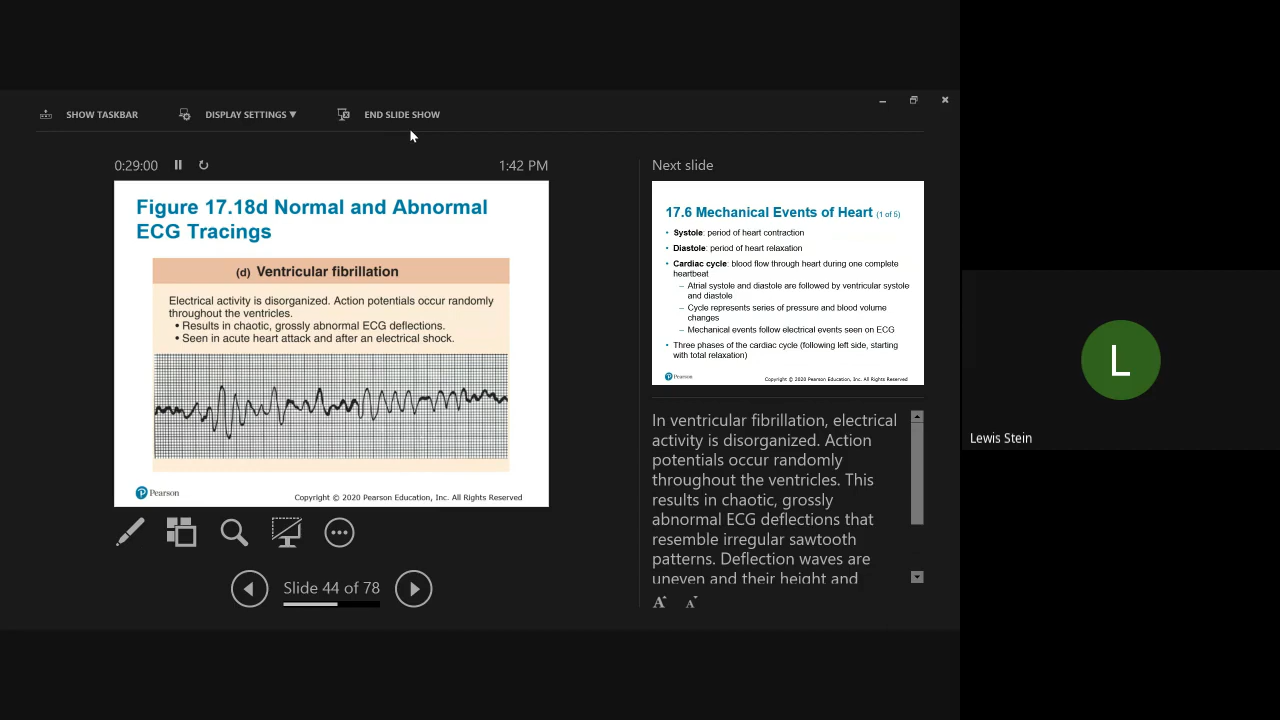 SHOW TASKBAR
DISPLAY SETTINGS ▼
END SLIDE SHOW
0:29:00
1:42 PM
Figure 17.18d Normal and Abnormal
ECG Tracings
(d) Ventricular fibrillation
Electrical activity is disorganized. Action potentials occur randomly
throughout the ventricles.
• Results in chaotic, grossly abnormal ECG deflections.
• Seen in acute heart attack and after an electrical shock.
P Pearson
Copyright © 2020 Pearson Education, Inc. All Rights Reserved
Slide 44 of 78
Next slide
17.6 Mechanical Events of Heart (1 of 5)
• Systole: period of heart contraction
• Diastole: period of heart relaxation
• Cardiac cycle: blood flow through heart during one complete
heartbeat
– Atrial systole and diastole are followed by ventricular systole
and diastole
– Cycle represents series of pressure and blood volume
changes
– Mechanical events follow electrical events seen on ECG
• Three phases of the cardiac cycle (following left side, starting
with total relaxation)
P Pearson
Copyright © 2020 Pearson Education, Inc. All Rights Reserved
In ventricular fibrillation, electrical
activity is disorganized. Action
potentials occur randomly
throughout the ventricles. This
results in chaotic, grossly
abnormal ECG deflections that
resemble irregular sawtooth
patterns. Deflection waves are
uneven and their height and
A A
L
Lewis Stein